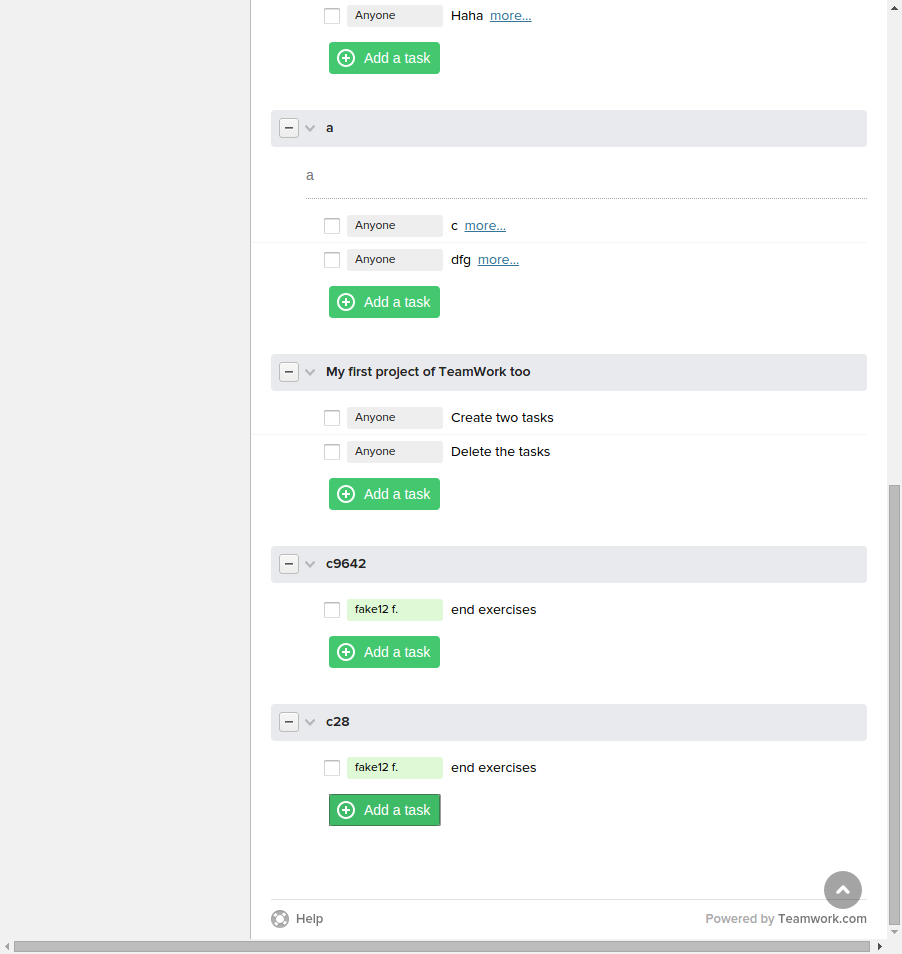 Anyone Haha more...
Add a task
a
a
Anyone c more...
Anyone dfg more...
Add a task
My first project of TeamWork too
Anyone Create two tasks
Anyone Delete the tasks
Add a task
c9642
fake12 f. end exercises
Add a task
c28
fake12 f. end exercises
Add a task
Help Powered by Teamwork.com